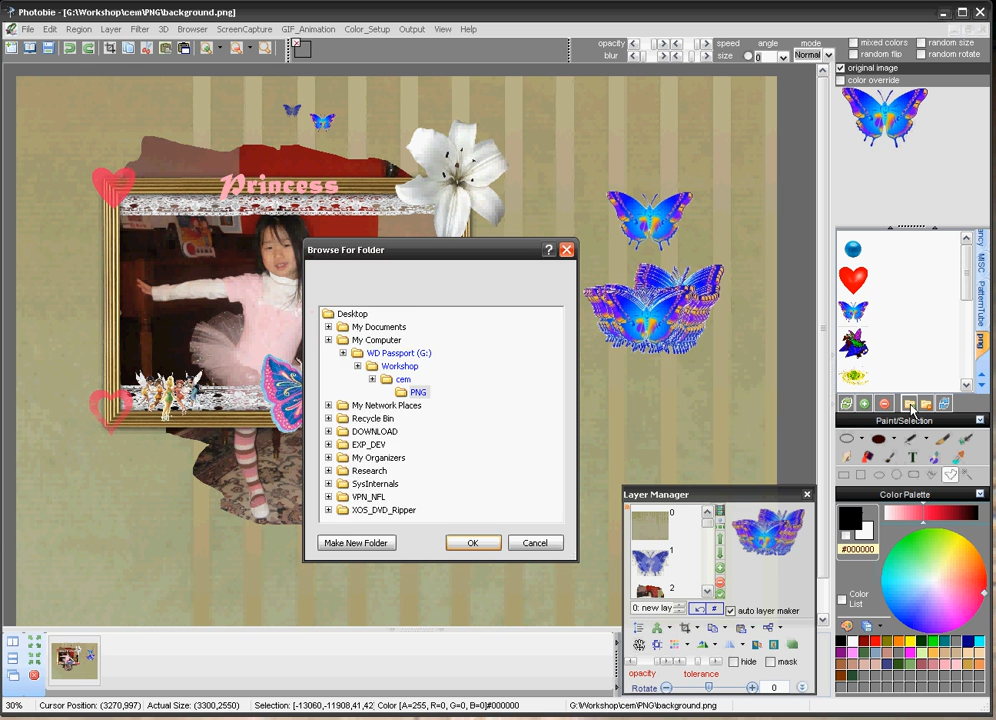 Photobie - [G:\Workshop\cem\PNG\background.png]
File Edit Region Layer Filter 3D Browser ScreenCapture GIF_Animation Color_Setup Output View Help
opacity speed angle mode
blur size 0 Normal
mixed colors random size
random flip random rotate
original image
color override
Princess
ancy MISC PatternTube png
Browse For Folder
Desktop
My Documents
My Computer
WD Passport (G:)
Workshop
cem
PNG
My Network Places
Recycle Bin
DOWNLOAD
EXP_DEV
My Organizers
Research
SysInternals
VPN_NFL
XOS_DVD_Ripper
Make New Folder OK Cancel
Paint/Selection
T
Color Palette
#000000
Color
List
Layer Manager
0
1
2
0: new lay # auto layer maker
hide mask
opacity tolerance
Rotate 0
30% Cursor Position: (3270,997) Actual Size: (3300,2550) Selection: [-13060,-11908,41,42] Color [A=255, R=0, G=0, B=0]#000000 G:\Workshop\cem\PNG\background.png